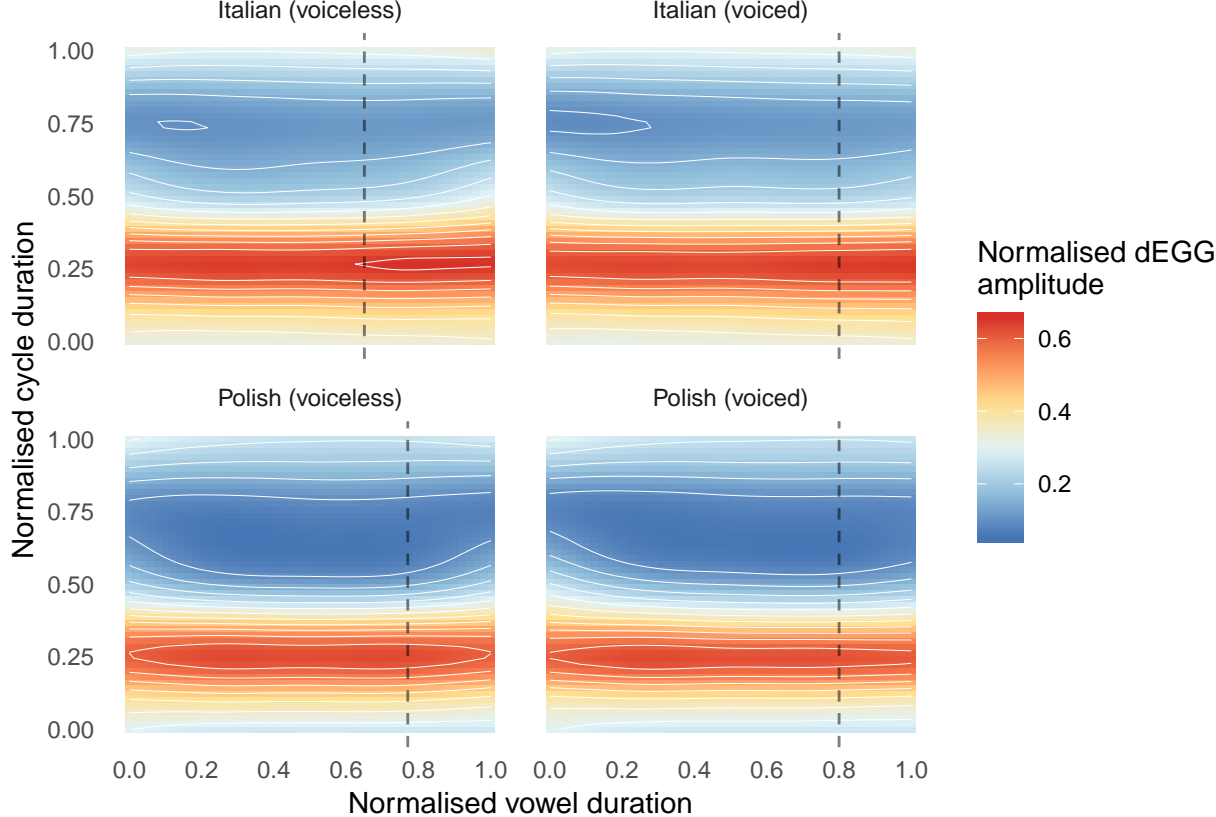 Italian (voiceless)
Italian (voiced)
1.00
0.75
0.50
0.25
0.00
Polish (voiceless)
Polish (voiced)
1.00
0.75
0.50
0.25
0.00
0.0 0.2 0.4 0.6 0.8 1.0
0.0 0.2 0.4 0.6 0.8 1.0
Normalised vowel duration
Normalised cycle duration
Normalised dEGG
amplitude
0.6
0.4
0.2